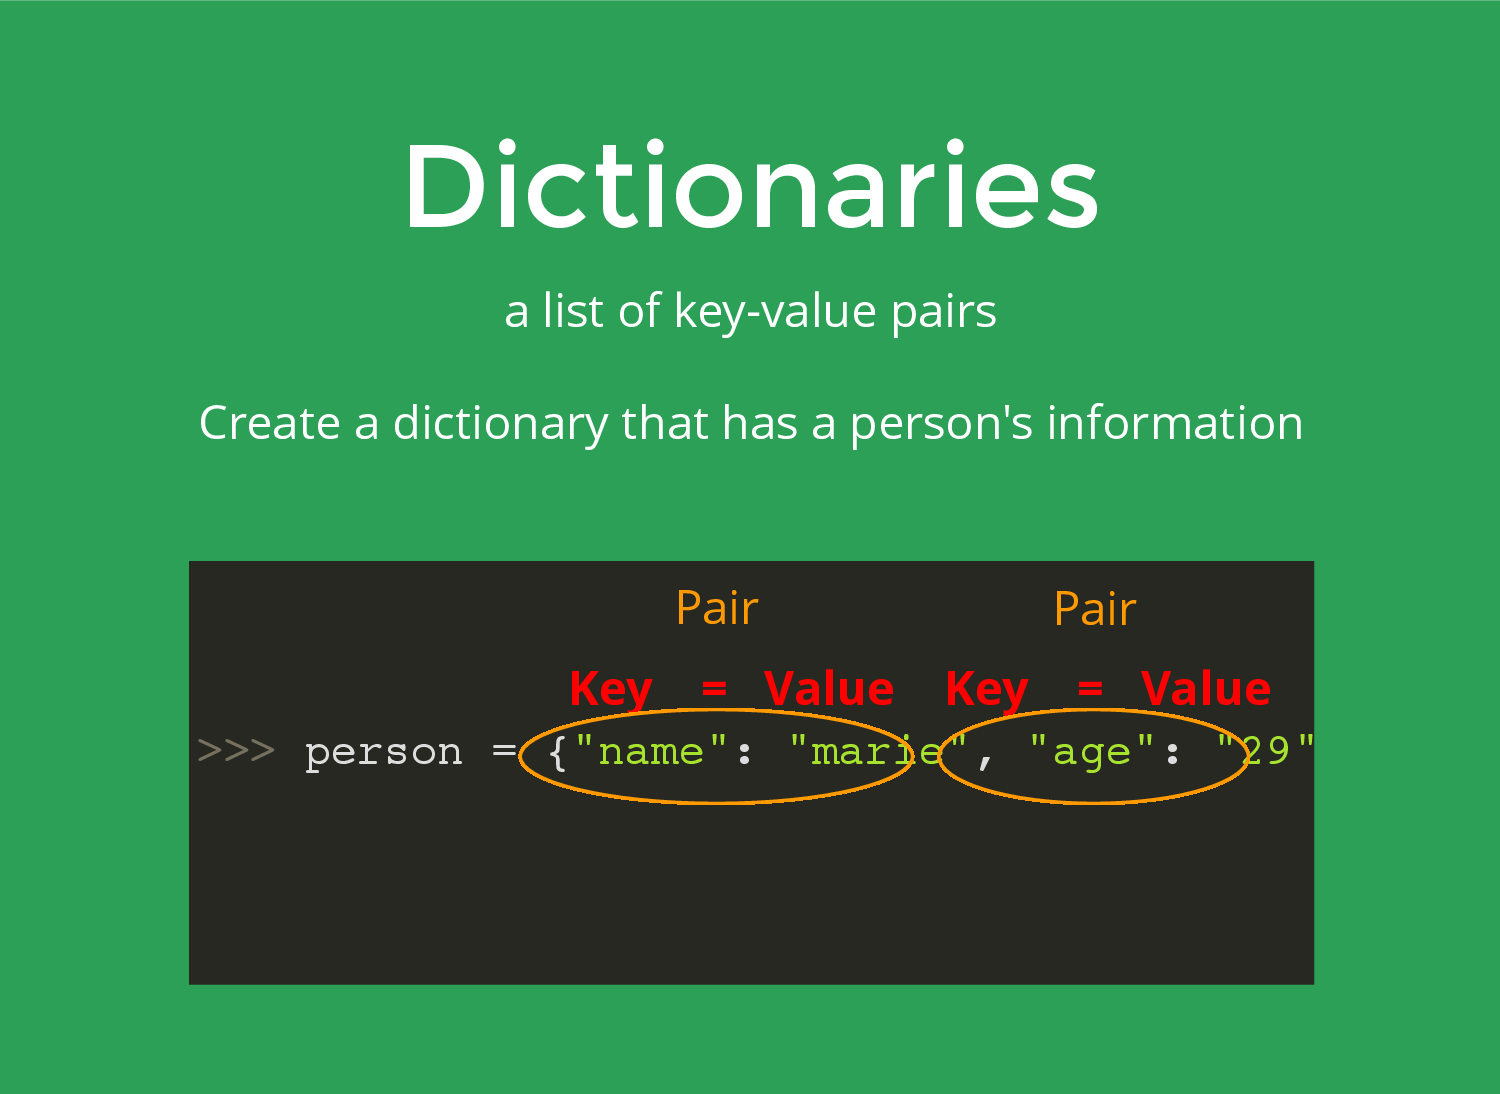 Dictionaries
a list of key-value pairs
Create a dictionary that has a person's information
Pair Pair
Key = Value Key = Value
>>> person = {"name": "marie", "age": "29"